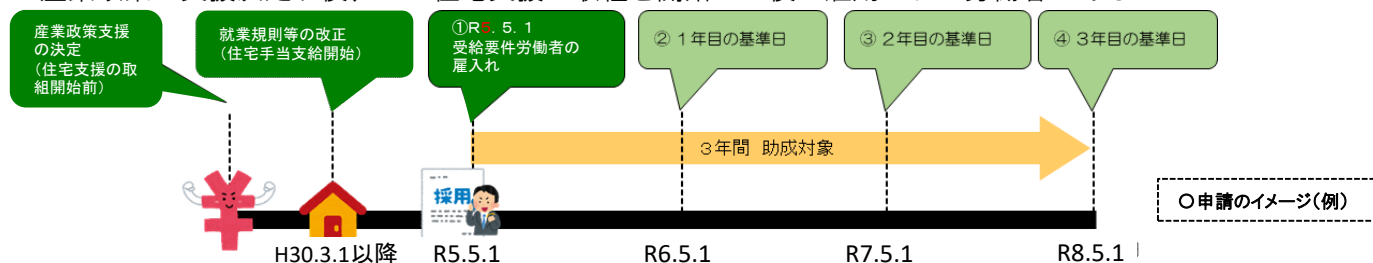 産業政策支援
の決定
（住宅支援の取
組開始前）
就業規則等の改正
（住宅手当支給開始）
①R5．5．1
受給要件労働者の
雇入れ
② １年目の基準日
③ ２年目の基準日
④ ３年目の基準日
３年間 助成対象
採用
〇申請のイメージ（例）
H30.3.1以降
R5.5.1
R6.5.1
R7.5.1
R8.5.1